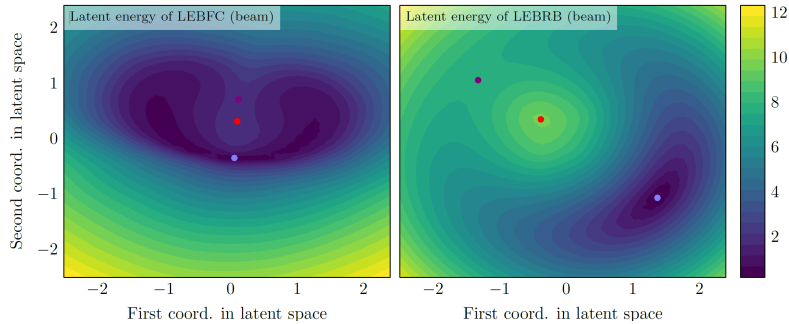 Latent energy of LEBFC (beam)
Latent energy of LEBRB (beam)
Second coord. in latent space
2
1
0
−1
−2
−2 −1 0 1 2
−2 −1 0 1 2
First coord. in latent space
First coord. in latent space
12
10
8
6
4
2